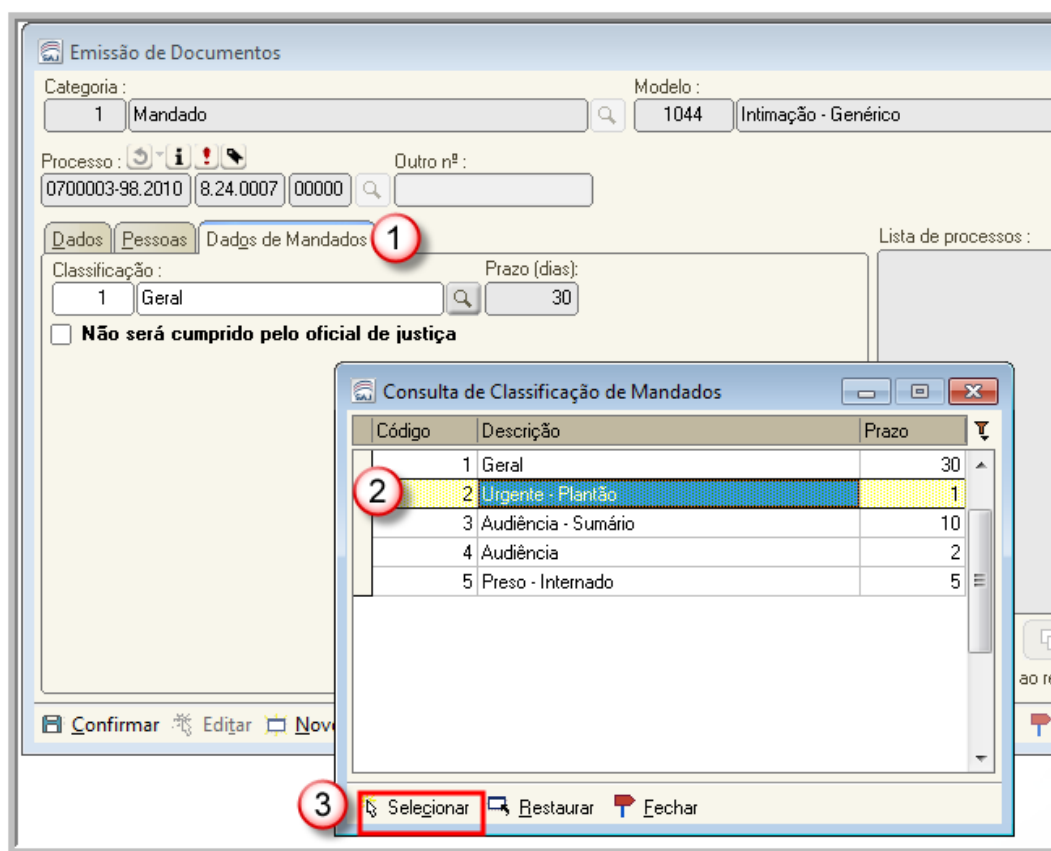 Emissão de Documentos
Categoria : Modelo :
1 Mandado 1044 Intimação - Genérico
Processo : Outro nº :
0700003-98.2010 8.24.0007 00000
Dados Pessoas Dados de Mandados 1 Lista de processos :
Classificação : Prazo (dias):
1 Geral 30
Não será cumprido pelo oficial de justiça
Consulta de Classificação de Mandados
Código Descrição Prazo
1 Geral 30
2 2 Urgente - Plantão 1
3 Audiência - Sumário 10
4 Audiência 2
5 Preso - Internado 5
Confirmar Editar
3 Selecionar Restaurar Fechar